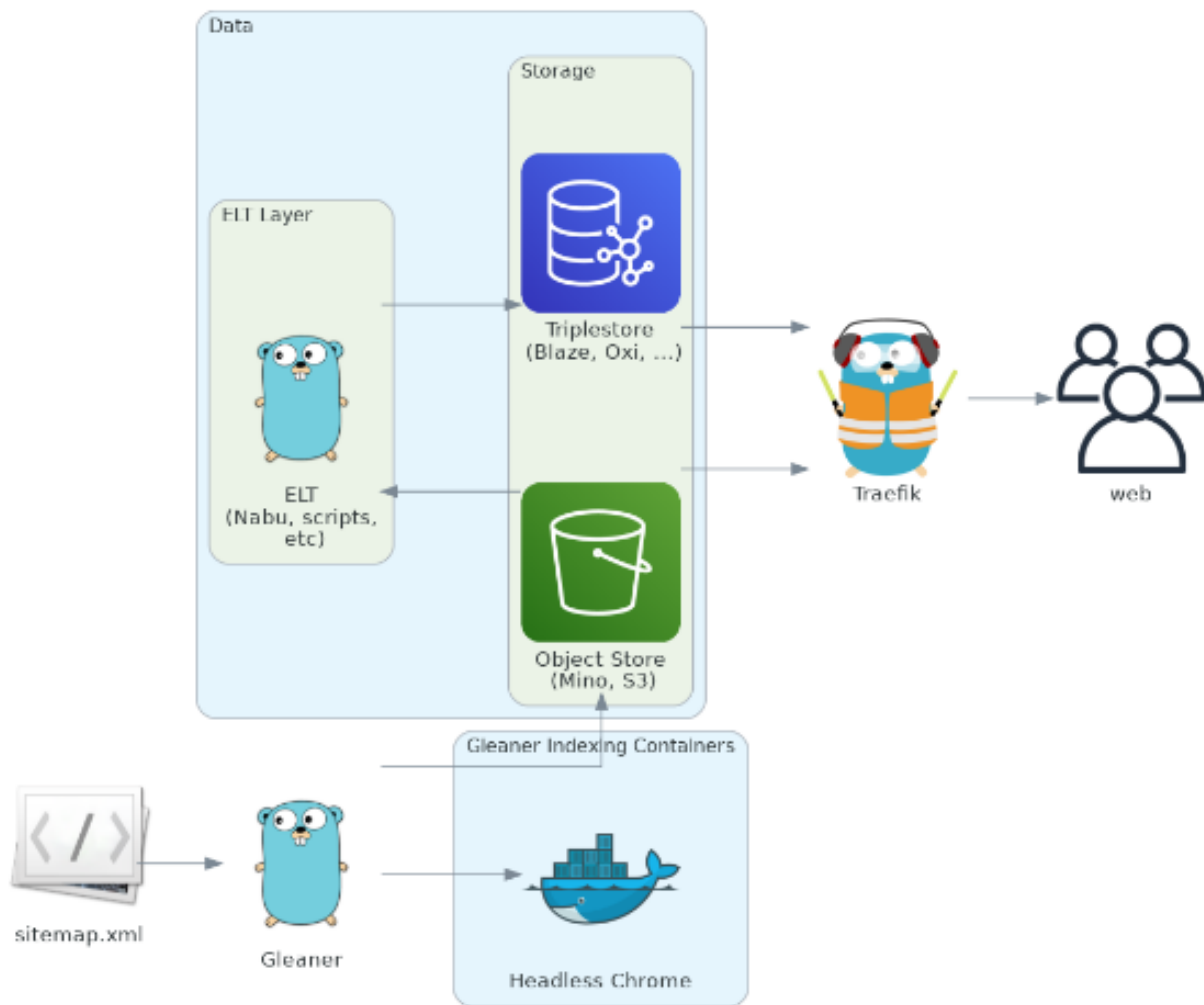 Data
Storage
ELT Layer
Triplestore
(Blaze, Oxi, ...)
ELT
(Nabu, scripts,
etc)
Traefik
web
Object Store
(Mino, S3)
Gleaner Indexing Containers
sitemap.xml
Gleaner
Headless Chrome